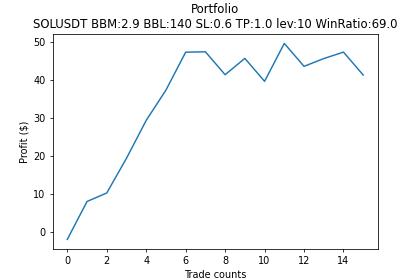 Portfolio
SOLUSDT BBM:2.9 BBL:140 SL:0.6 TP:1.0 lev:10 WinRatio:69.0
50
40
30
20
10
0
Profit ($)
0 2 4 6 8 10 12 14
Trade counts